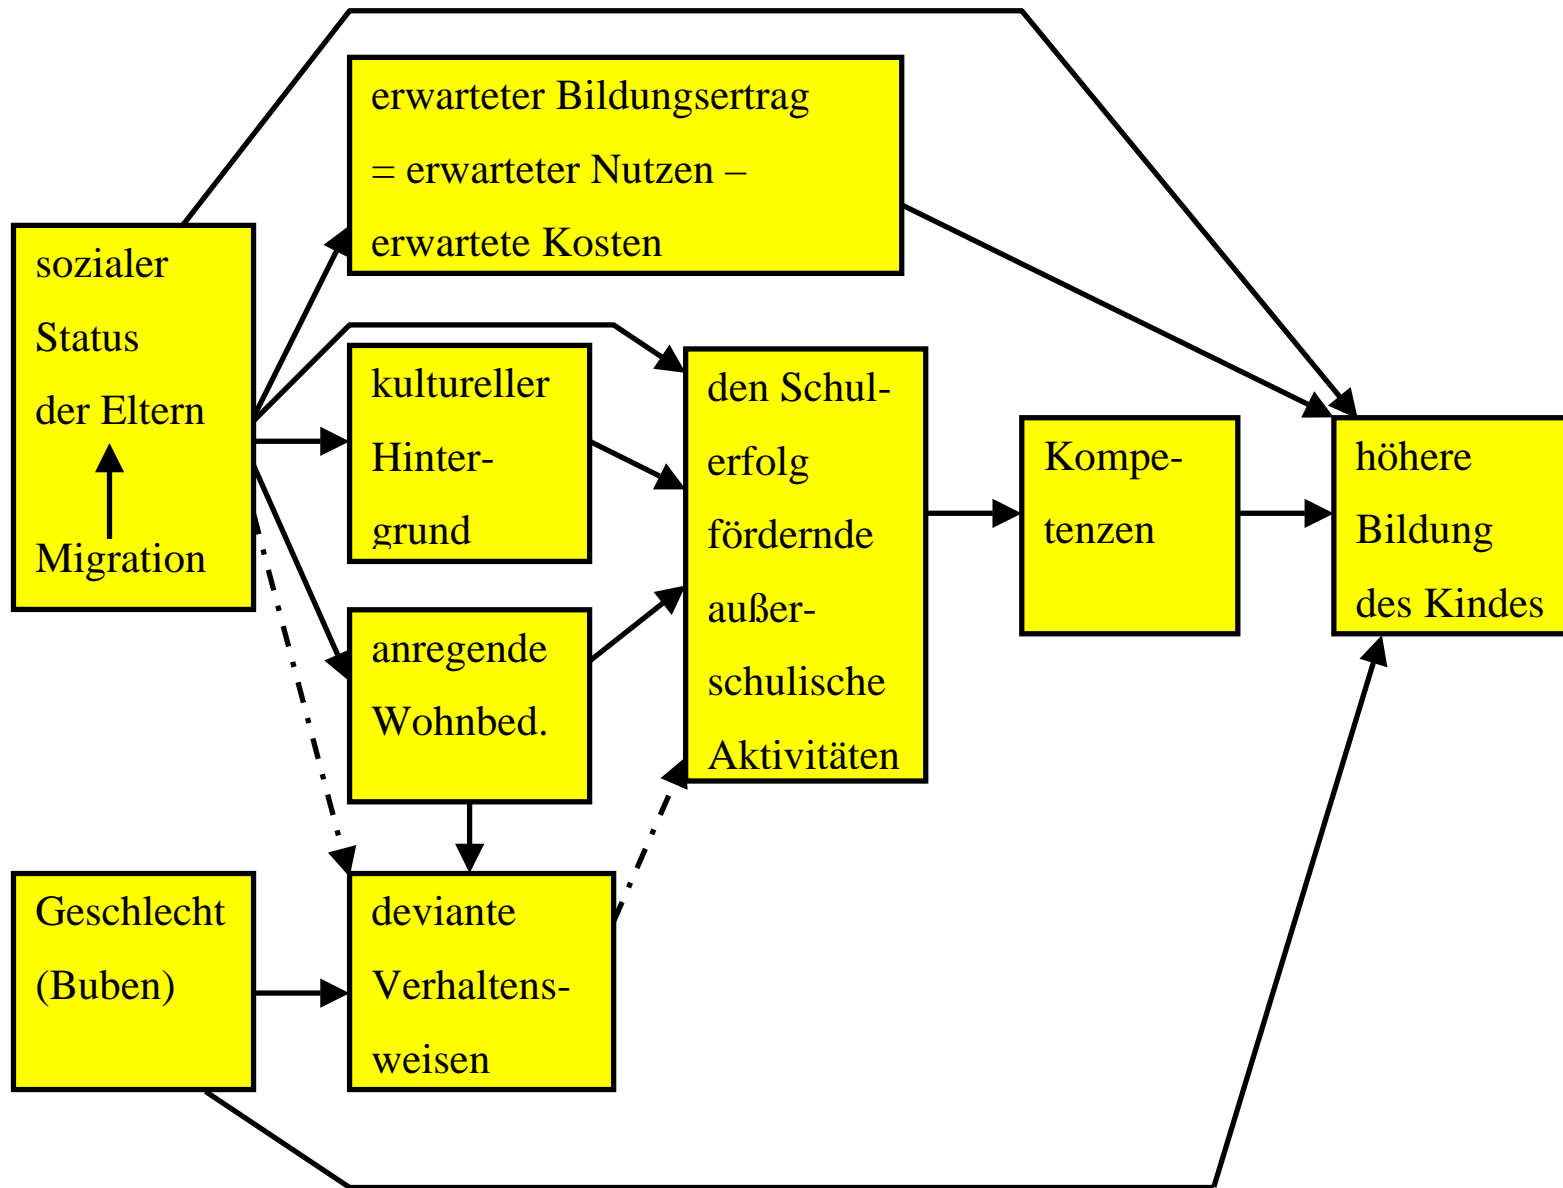 erwarteter Bildungsertrag
= erwarteter Nutzen –
erwartete Kosten
sozialer
Status
der Eltern
Migration
kultureller
Hinter-
grund
anregende
Wohnbed.
den Schul-
erfolg
fördernde
außer-
schulische
Aktivitäten
Kompe-
tenzen
höhere
Bildung
des Kindes
Geschlecht
(Buben)
deviante
Verhaltens-
weisen